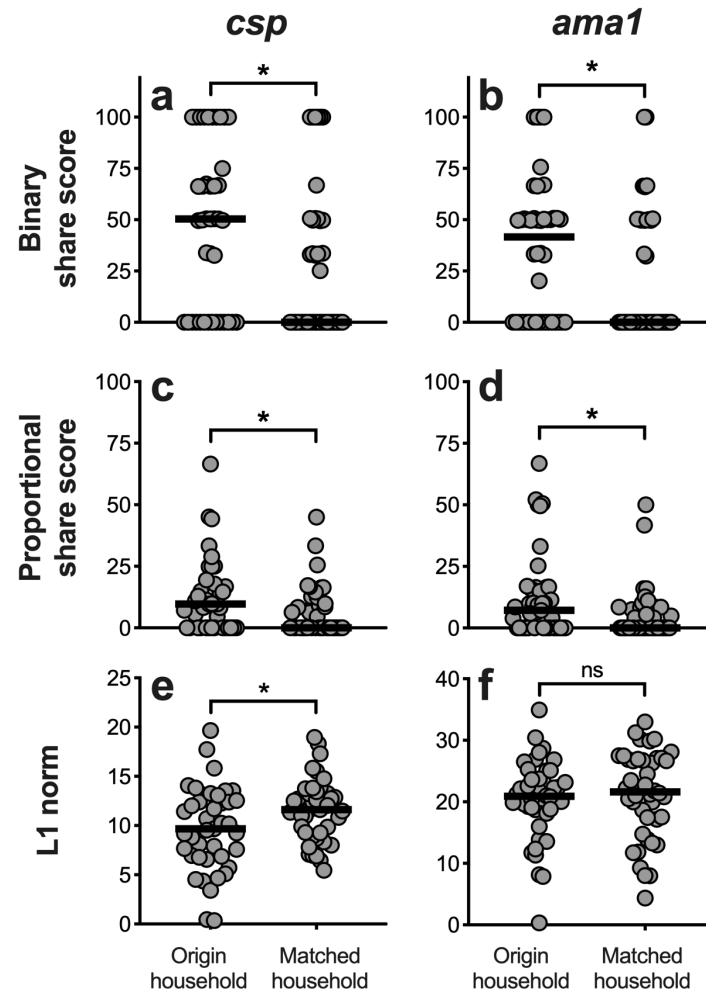 csp
ama1
Binary
share score
a
*
100
75
50
25
0
b
*
100
75
50
25
0
Proportional
share score
c
*
100
75
50
25
0
d
*
100
75
50
25
0
L1 norm
e
*
25
20
15
10
5
0
f
ns
40
30
20
10
0
Origin
household
Matched
household
Origin
household
Matched
household